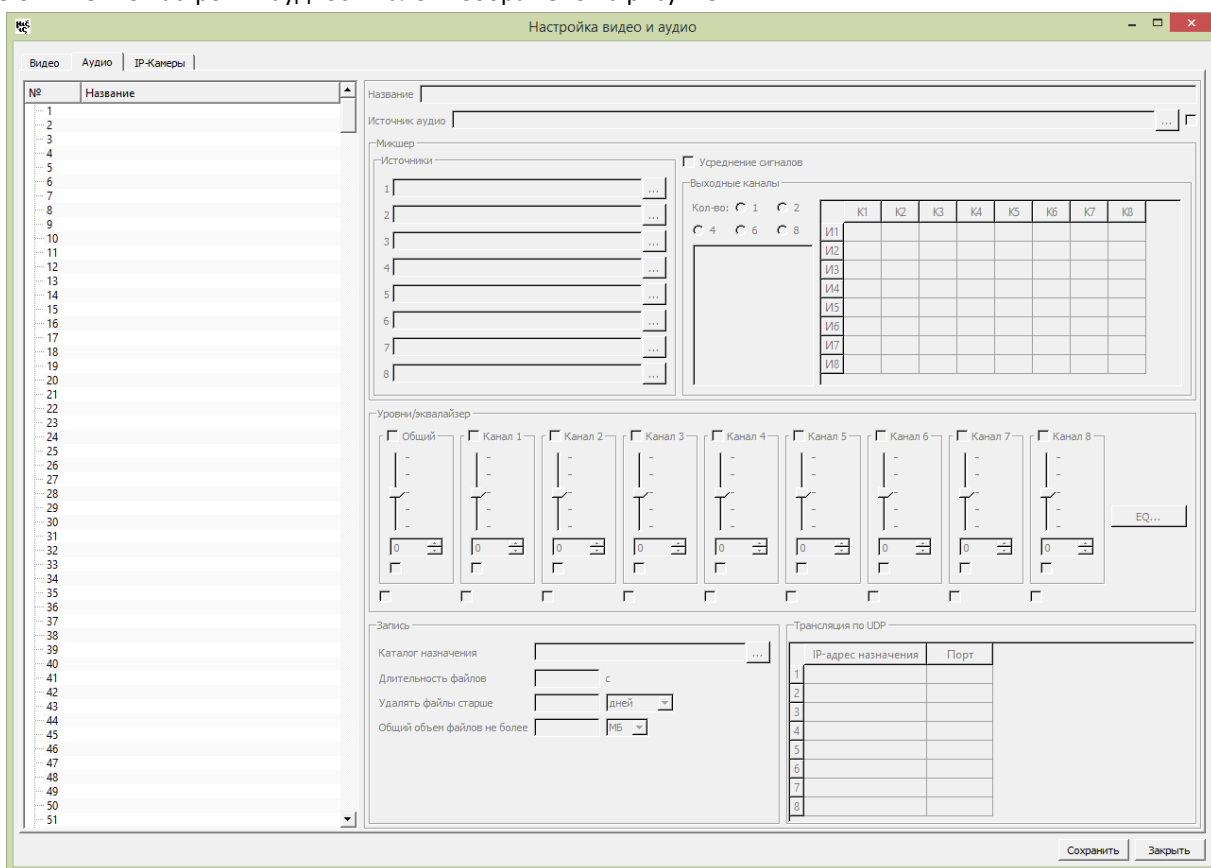 Настройка видео и аудио
Видео Аудио IP-Камеры
№ Название
1
2
3
4
5
6
7
8
9
10
11
12
13
14
15
16
17
18
19
20
21
22
23
24
25
26
27
28
29
30
31
32
33
34
35
36
37
38
39
40
41
42
43
44
45
46
47
48
49
50
51
Название
Источник аудио ...
Микшер
Источники
1 ...
2 ...
3 ...
4 ...
5 ...
6 ...
7 ...
8 ...
Усреднение сигналов
Выходные каналы
Кол-во: 1 2
4 6 8
К1 К2 К3 К4 К5 К6 К7 К8
И1
И2
И3
И4
И5
И6
И7
И8
Уровни/эквалайзер
Общий Канал 1 Канал 2 Канал 3 Канал 4 Канал 5 Канал 6 Канал 7 Канал 8
EQ...
0 0 0 0 0 0 0 0 0
Запись
Каталог назначения ...
Длительность файлов с
Удалять файлы старше дней
Общий объем файлов не более МБ
Трансляция по UDP
IP-адрес назначения Порт
1
2
3
4
5
6
7
8
Сохранить Закрыть